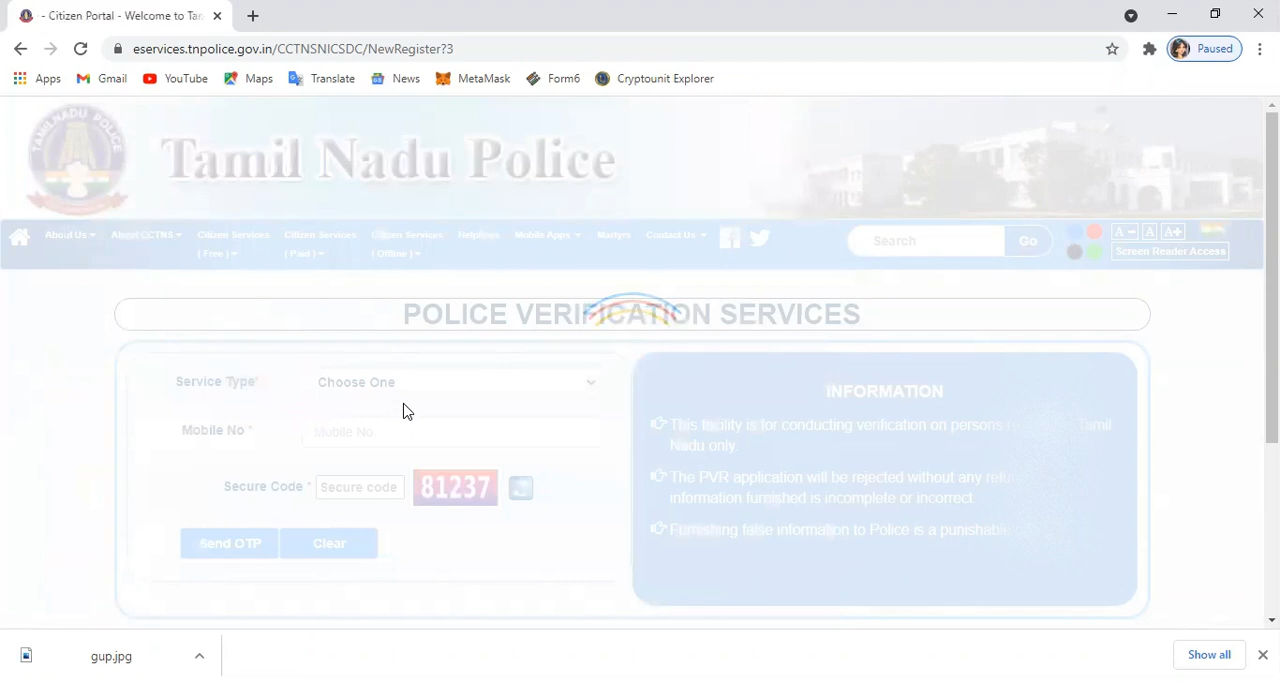 - Citizen Portal - Welcome to Tam
eservices.tnpolice.gov.in/CCTNSNICSDC/NewRegister?3
Paused
Apps Gmail YouTube Maps Translate News MetaMask Form6 Cryptounit Explorer
Tamil Nadu Police
TAMILNADU POLICE
About Us About CCTNS Citizen Services Citizen Services Citizen Services Helplines Mobile Apps Martyrs Contact Us Search Go A - A A+
( Free ) ( Paid ) ( Offline ) Screen Reader Access
POLICE VERIFICATION SERVICES
Service Type* Choose One
Mobile No * Mobile No.
Secure Code * Secure code 81237
Send OTP Clear
INFORMATION
This facility is for conducting verification on persons Tamil
Nadu only.
The PVR application will be rejected without any
information furnished is incomplete or incorrect.
Furnishing false information to Police is a punishable
gup.jpg Show all